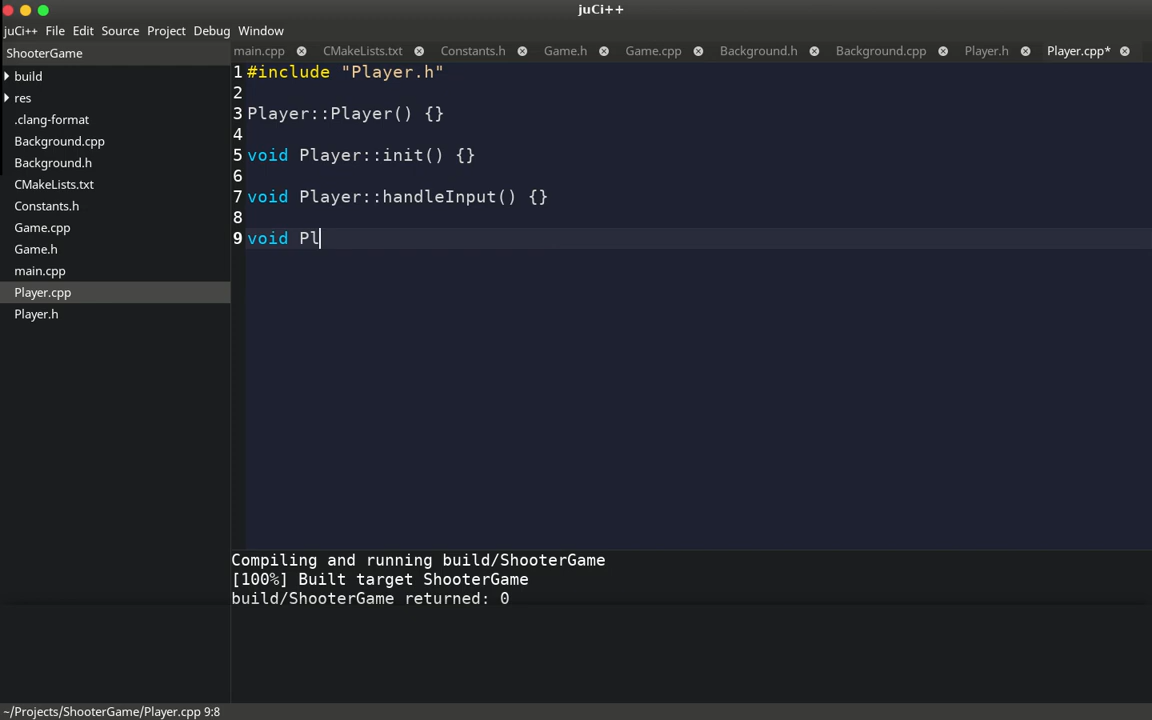 juCi++
juCi++ File Edit Source Project Debug Window
ShooterGame
build
res
.clang-format
Background.cpp
Background.h
CMakeLists.txt
Constants.h
Game.cpp
Game.h
main.cpp
Player.cpp
Player.h
main.cpp CMakeLists.txt Constants.h Game.h Game.cpp Background.h Background.cpp Player.h Player.cpp*
1 #include "Player.h"
2
3 Player::Player() {}
4
5 void Player::init() {}
6
7 void Player::handleInput() {}
8
9 void Pl
Compiling and running build/ShooterGame
[100%] Built target ShooterGame
build/ShooterGame returned: 0
~/Projects/ShooterGame/Player.cpp 9:8